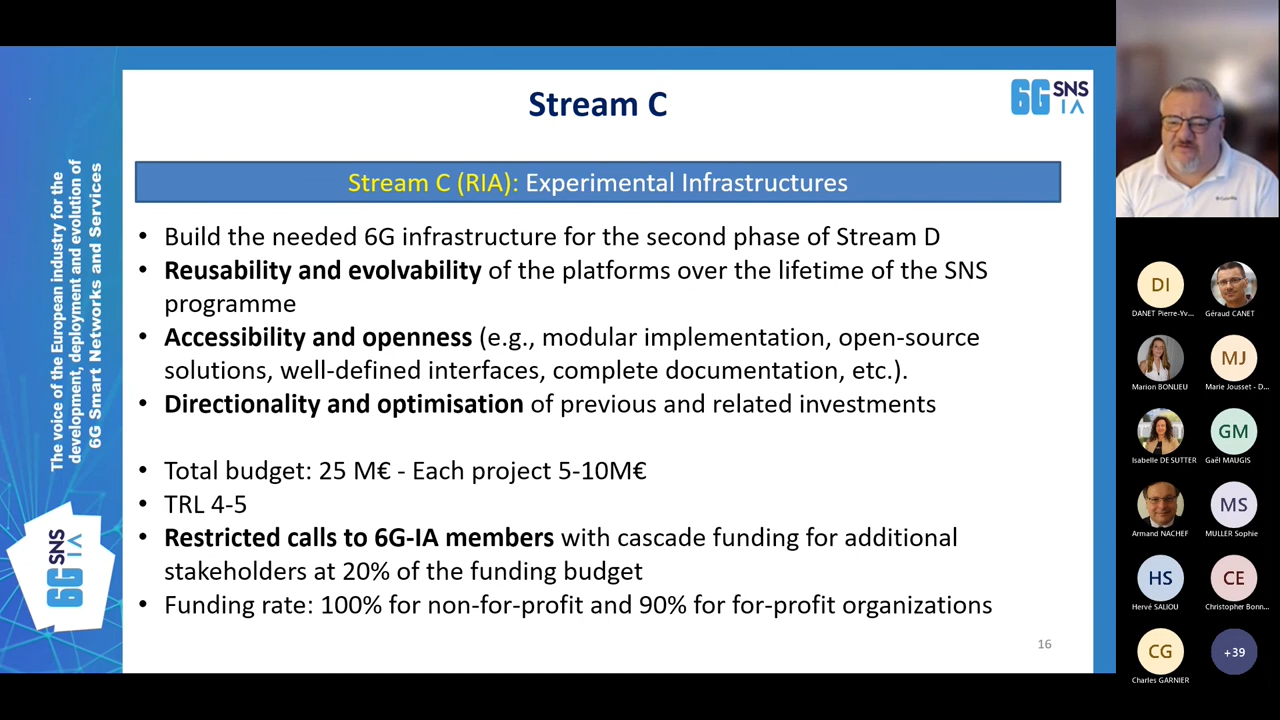 Stream C
6G SNS
IA
Stream C (RIA): Experimental Infrastructures
• Build the needed 6G infrastructure for the second phase of Stream D
• Reusability and evolvability of the platforms over the lifetime of the SNS
programme
• Accessibility and openness (e.g., modular implementation, open-source
solutions, well-defined interfaces, complete documentation, etc.).
• Directionality and optimisation of previous and related investments
• Total budget: 25 M€ - Each project 5-10M€
• TRL 4-5
• Restricted calls to 6G-IA members with cascade funding for additional
stakeholders at 20% of the funding budget
• Funding rate: 100% for non-for-profit and 90% for for-profit organizations
16
The voice of the European industry for the
development, deployment and evolution of
6G Smart Networks and Services
6G SNS
IA
DI
DANET Pierre-Yv...
Géraud CANET
Marion BONLIEU
MJ
Marie Jousset - D...
Isabelle DE SUTTER
GM
Gaël MAUGIS
Armand NACHEF
MS
MULLER Sophie
HS
Hervé SALIOU
CE
Christopher Bonn...
CG
Charles GARNIER
+39